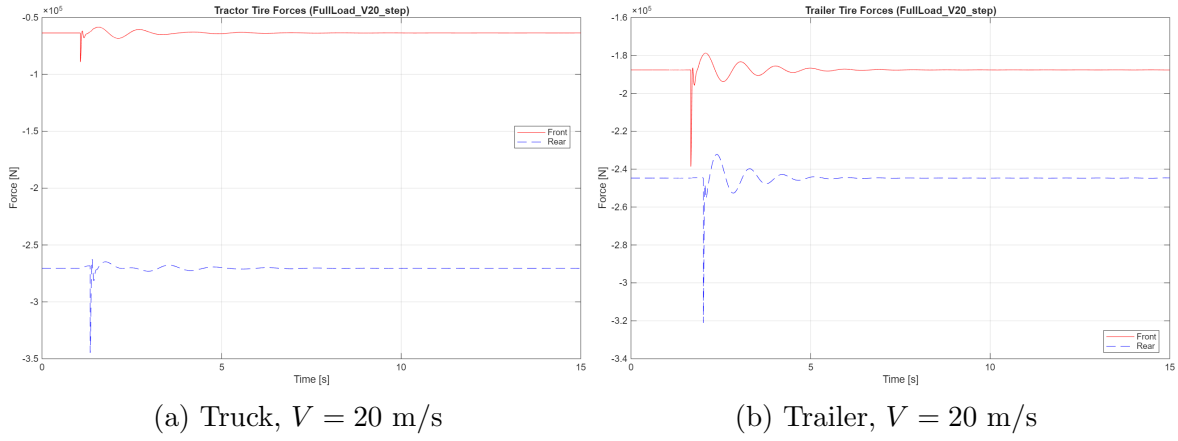 Tractor Tire Forces (FullLoad_V20_step)
×10⁵
-0.5
-1
-1.5
-2
-2.5
-3
-3.5
Force [N]
Front
Rear
0
5
10
15
Time [s]
(a) Truck, V = 20 m/s
Trailer Tire Forces (FullLoad_V20_step)
×10⁵
-1.6
-1.8
-2
-2.2
-2.4
-2.6
-2.8
-3
-3.2
-3.4
Force [N]
Front
Rear
0
5
10
15
Time [s]
(b) Trailer, V = 20 m/s